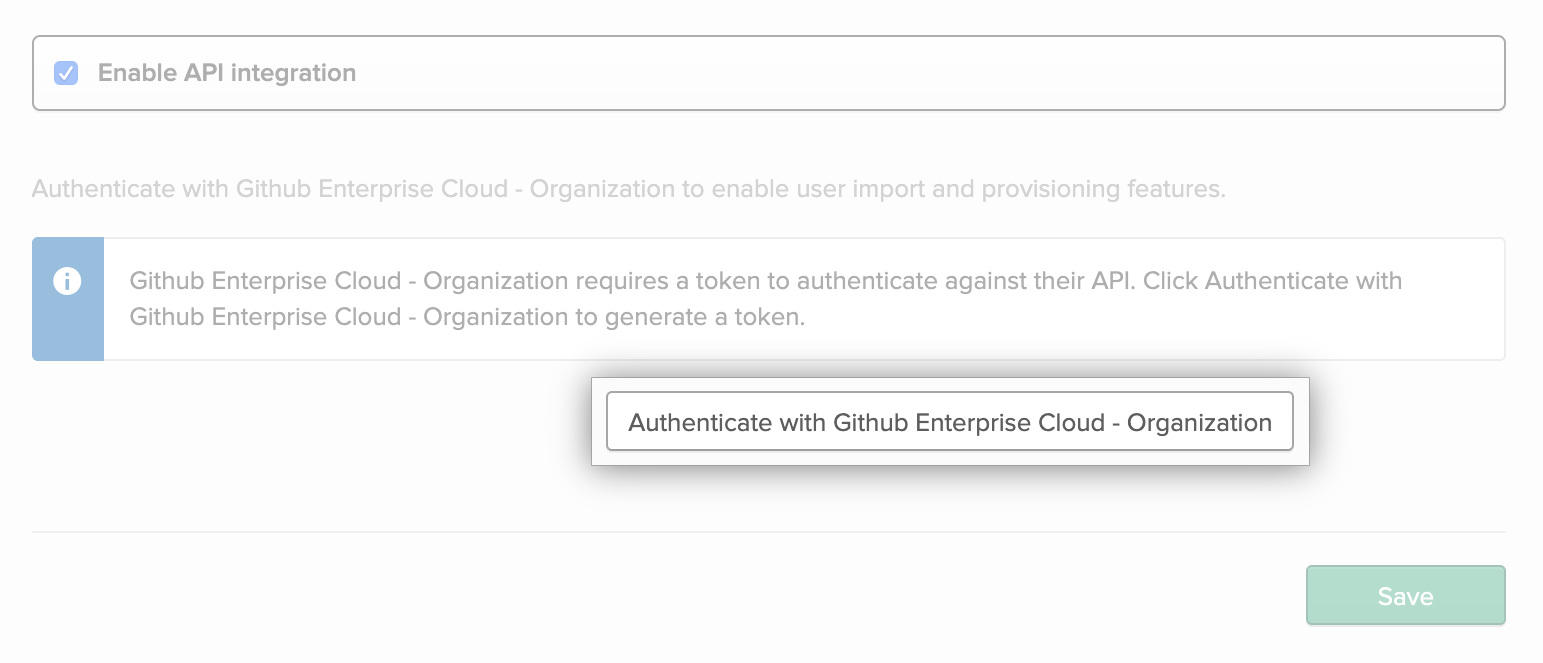 Enable API integration
Authenticate with Github Enterprise Cloud - Organization to enable user import and provisioning features.
Github Enterprise Cloud - Organization requires a token to authenticate against their API. Click Authenticate with
Github Enterprise Cloud - Organization to generate a token.
Authenticate with Github Enterprise Cloud - Organization
Save